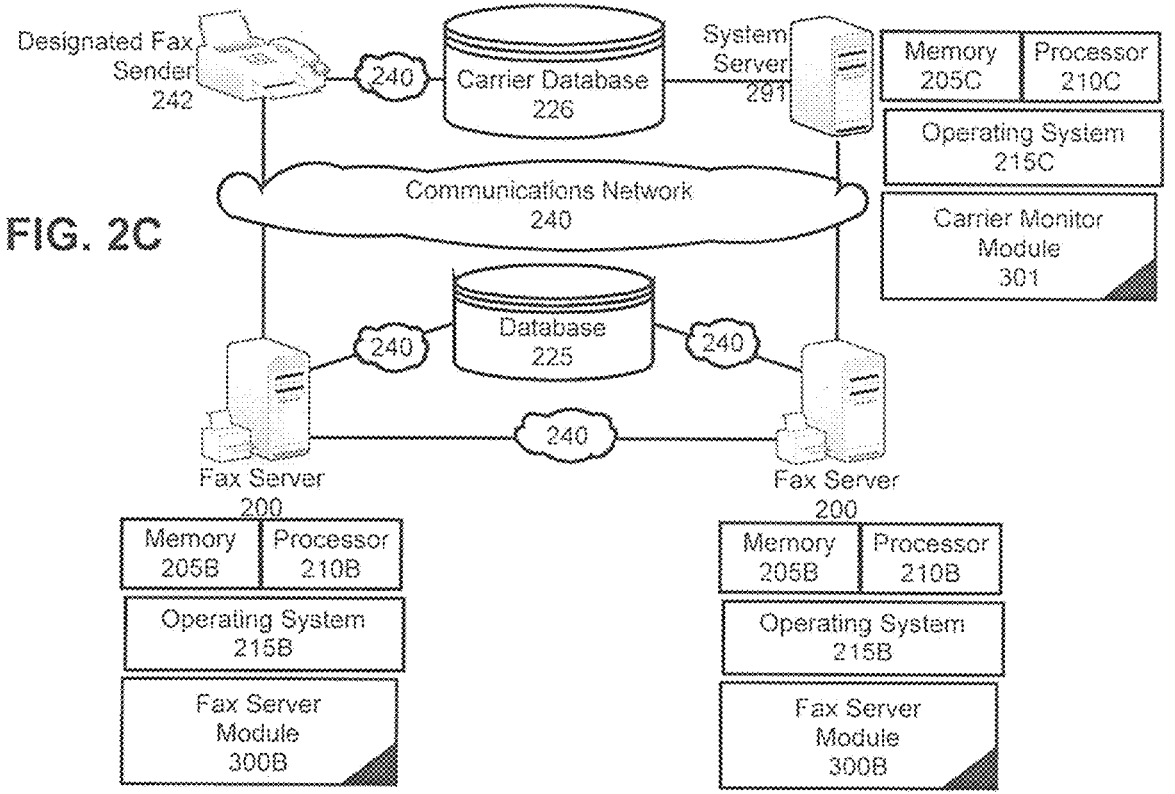 Designated Fax
Sender
242
240
Carrier Database
226
System
Server
291
Memory
205C
Processor
210C
Operating System
215C
Carrier Monitor
Module
301
Communications Network
240
FIG. 2C
Database
225
240
240
240
Fax Server
200
Memory
205B
Processor
210B
Operating System
215B
Fax Server
Module
300B
Fax Server
200
Memory
205B
Processor
210B
Operating System
215B
Fax Server
Module
300B